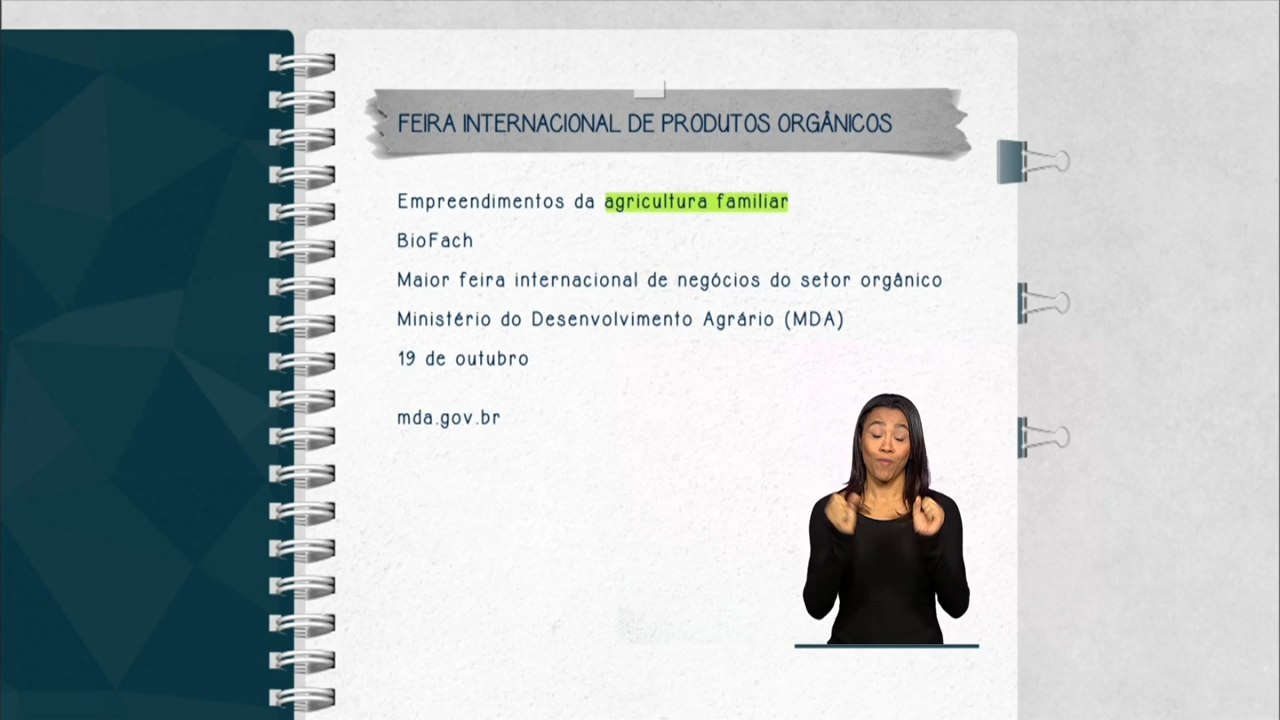 FEIRA INTERNACIONAL DE PRODUTOS ORGÂNICOS
Empreendimentos da agricultura familiar
BioFach
Maior feira internacional de negócios do setor orgânico
Ministério do Desenvolvimento Agrário (MDA)
19 de outubro
mda.gov.br